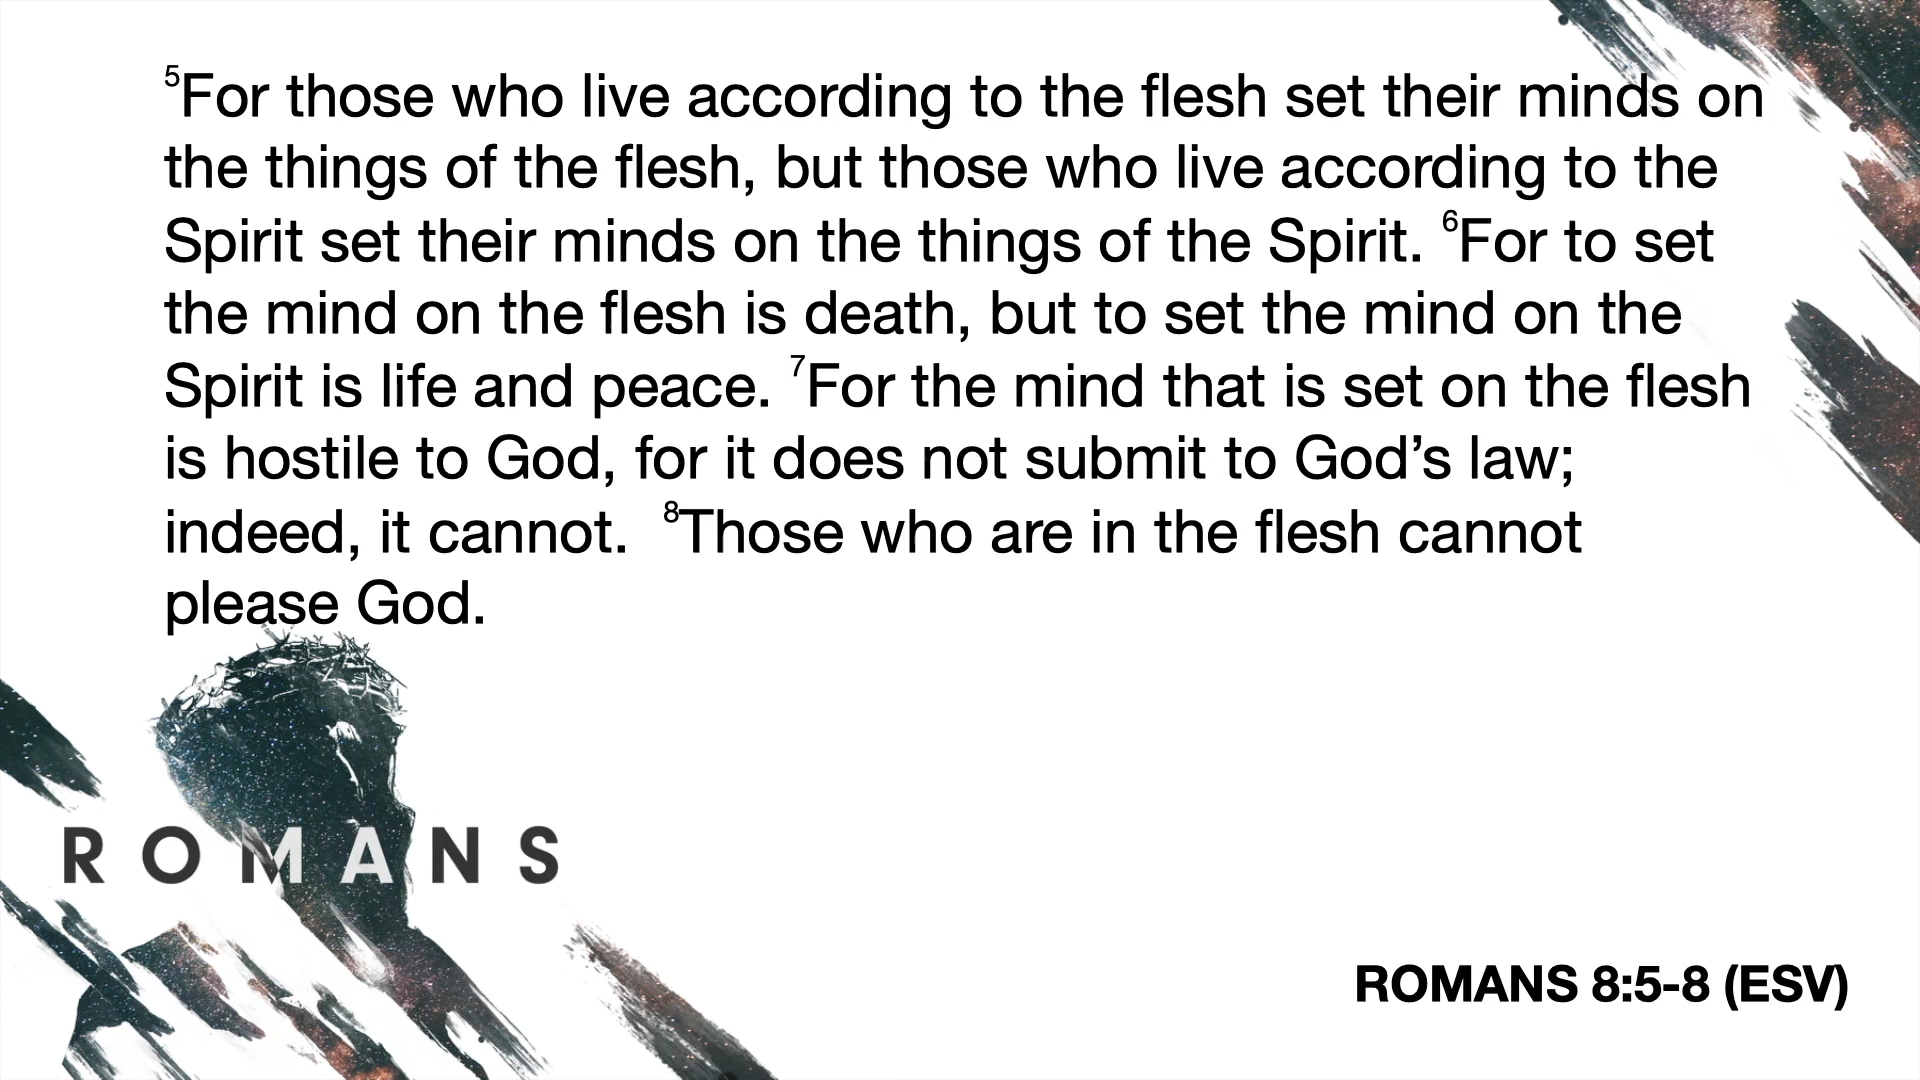 ⁵For those who live according to the flesh set their minds on
the things of the flesh, but those who live according to the
Spirit set their minds on the things of the Spirit. ⁶For to set
the mind on the flesh is death, but to set the mind on the
Spirit is life and peace. ⁷For the mind that is set on the flesh
is hostile to God, for it does not submit to God’s law;
indeed, it cannot.  ⁸Those who are in the flesh cannot
please God.
ROMANS
ROMANS 8:5-8 (ESV)